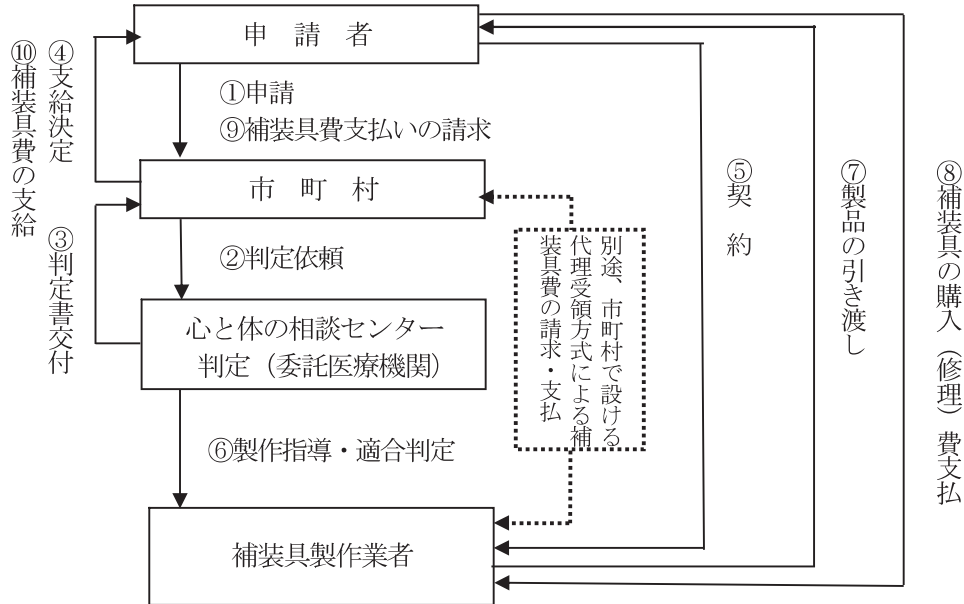 申 請 者
①申請
⑨補装具費支払いの請求
④支給決定
⑩補装具費の支給
市 町 村
②判定依頼
③判定書交付
心と体の相談センター
判定（委託医療機関）
⑥製作指導・適合判定
補装具製作業者
別途、市町村で設ける
代理受領方式による補
装具費の請求・支払
⑤契 約
⑦製品の引き渡し
⑧補装具の購入（修理）費支払